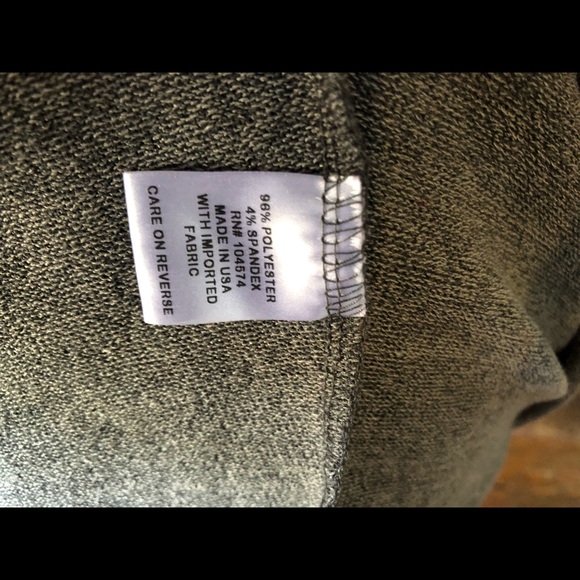 96% POLYESTER
4% SPANDEX
RN# 104574
MADE IN USA
WITH IMPORTED
FABRIC
CARE ON REVERSE